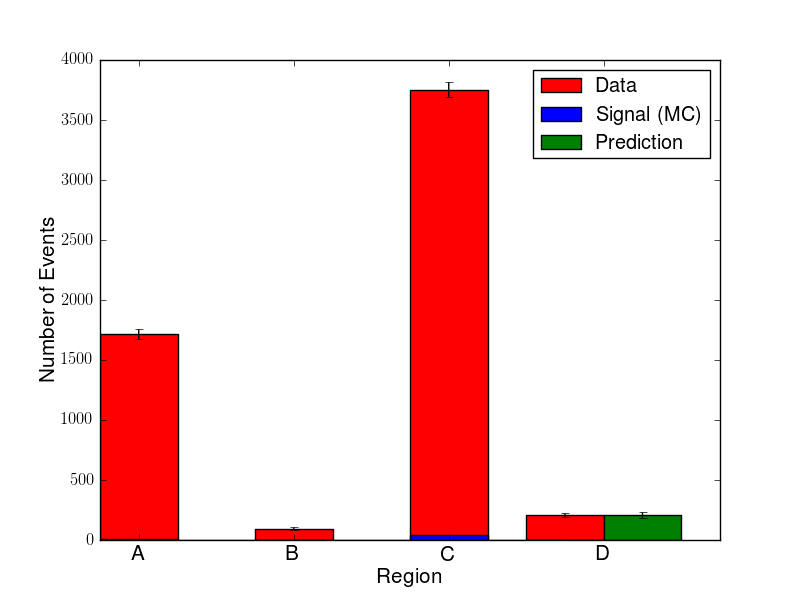 4000
3500
3000
2500
2000
1500
1000
500
0
Number of Events
Data
Signal (MC)
Prediction
A B C D
Region